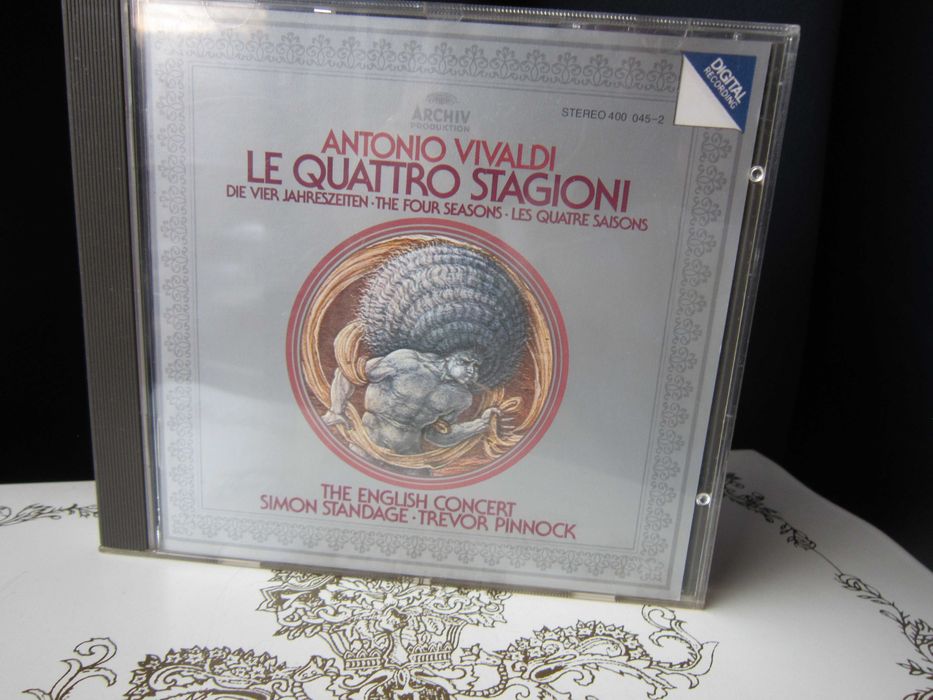 ARCHIV
PRODUKTION
STEREO 400 045-2
DIGITAL
RECORDING
ANTONIO VIVALDI
LE QUATTRO STAGIONI
DIE VIER JAHRESZEITEN · THE FOUR SEASONS · LES QUATRE SAISONS
THE ENGLISH CONCERT
SIMON STANDAGE · TREVOR PINNOCK